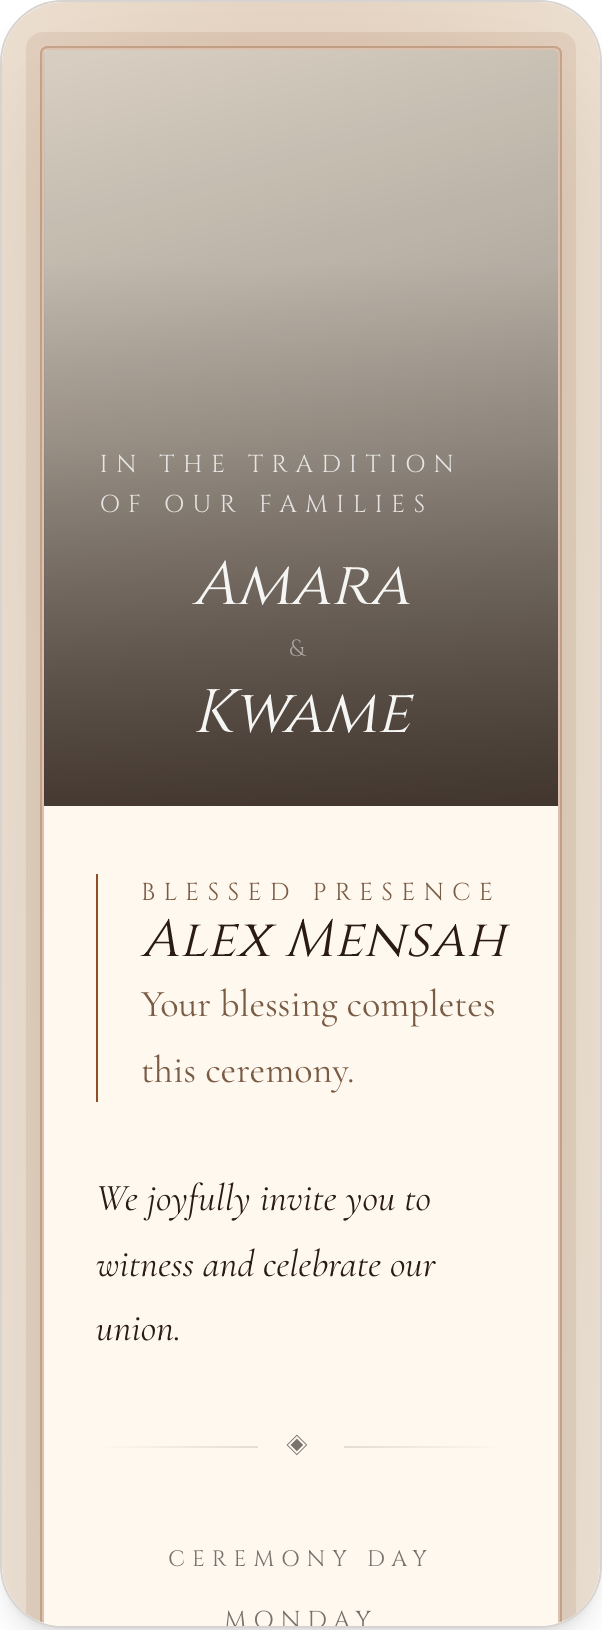 IN THE TRADITION
OF OUR FAMILIES
AMARA
&
KWAME
BLESSED PRESENCE
ALEX MENSAH
Your blessing completes
this ceremony.
We joyfully invite you to
witness and celebrate our
union.
CEREMONY DAY
MONDAY